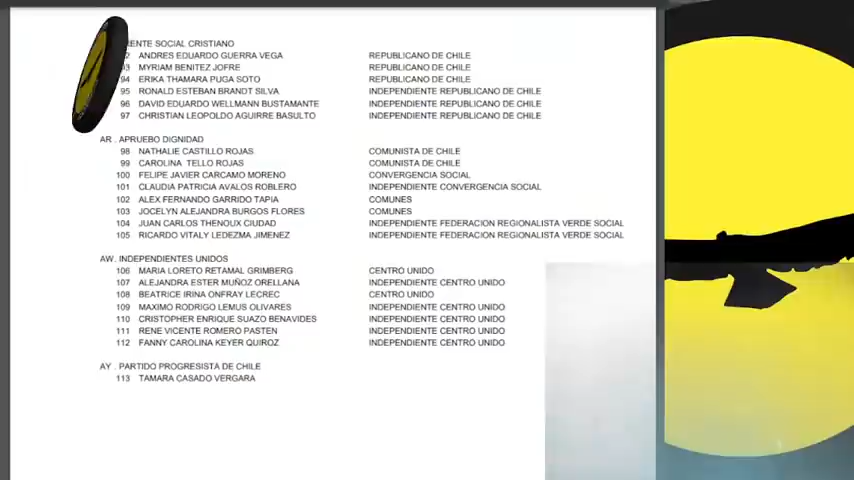 SOCIAL CRISTIANO
ANDRES EDUARDO GUERRA VEGA REPUBLICANO DE CHILE
MYRIAM BENITEZ JOFRE REPUBLICANO DE CHILE
94 ERIKA THAMARA PUGA SOTO REPUBLICANO DE CHILE
95 RONALD ESTEBAN BRANDT SILVA INDEPENDIENTE REPUBLICANO DE CHILE
96 DAVID EDUARDO WELLMANN BUSTAMANTE INDEPENDIENTE REPUBLICANO DE CHILE
97 CHRISTIAN LEOPOLDO AGUIRRE BASULTO INDEPENDIENTE REPUBLICANO DE CHILE
AR . APRUEBO DIGNIDAD
98 NATHALIE CASTILLO ROJAS COMUNISTA DE CHILE
99 CAROLINA TELLO ROJAS COMUNISTA DE CHILE
100 FELIPE JAVIER CARCAMO MORENO CONVERGENCIA SOCIAL
101 CLAUDIA PATRICIA AVALOS ROBLERO INDEPENDIENTE CONVERGENCIA SOCIAL
102 ALEX FERNANDO GARRIDO TAPIA COMUNES
103 JOCELYN ALEJANDRA BURGOS FLORES COMUNES
104 JUAN CARLOS THENOUX CIUDAD INDEPENDIENTE FEDERACION REGIONALISTA VERDE SOCIAL
105 RICARDO VITALY LEDEZMA JIMENEZ INDEPENDIENTE FEDERACION REGIONALISTA VERDE SOCIAL
AW. INDEPENDIENTES UNIDOS
106 MARIA LORETO RETAMAL GRIMBERG CENTRO UNIDO
107 ALEJANDRA ESTER MUÑOZ ORELLANA INDEPENDIENTE CENTRO UNIDO
108 BEATRICE IRINA ONFRAY LECREC CENTRO UNIDO
109 MAXIMO RODRIGO LEMUS OLIVARES INDEPENDIENTE CENTRO UNIDO
110 CRISTOPHER ENRIQUE SUAZO BENAVIDES INDEPENDIENTE CENTRO UNIDO
111 RENE VICENTE ROMERO PASTEN INDEPENDIENTE CENTRO UNIDO
112 FANNY CAROLINA KEYER QUIROZ INDEPENDIENTE CENTRO UNIDO
AY . PARTIDO PROGRESISTA DE CHILE
113 TAMARA CASADO VERGARA